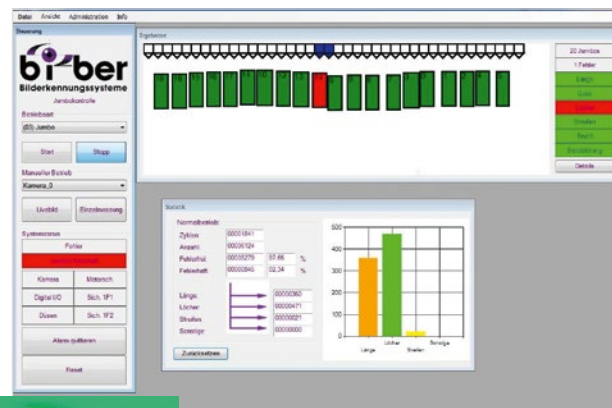 Datei Ansicht Administration Info
Steuerung
bi-ber
Bilderkennungssysteme
Jumbokontrolle
Betriebsart
(03) Jumbo
Start Stopp
Manueller Betrieb
Kamera_0
Livebild Einzelmessung
Systemstatus
Fehler
Kamera Materialh
Digital I/O Sich. 1F1
Düsen Sich. 1F2
Alarm quittieren
Reset
Ergebnisse
20 Jumbos
1 Fehler
Länge
Löcher
Streifen
Details
Statistik
Normalbetrieb:
Zyklen: 00001841
Anzahl: 00036124
Fehlerfrei: 00035279 97,66 %
Fehlerhaft: 00000845 02,34 %
Länge: 00000360
Löcher: 00000471
Streifen: 00000021
Sonstige: 00000000
Zurücksetzen
500
400
300
200
100
0
Länge Löcher Streifen Sonstige